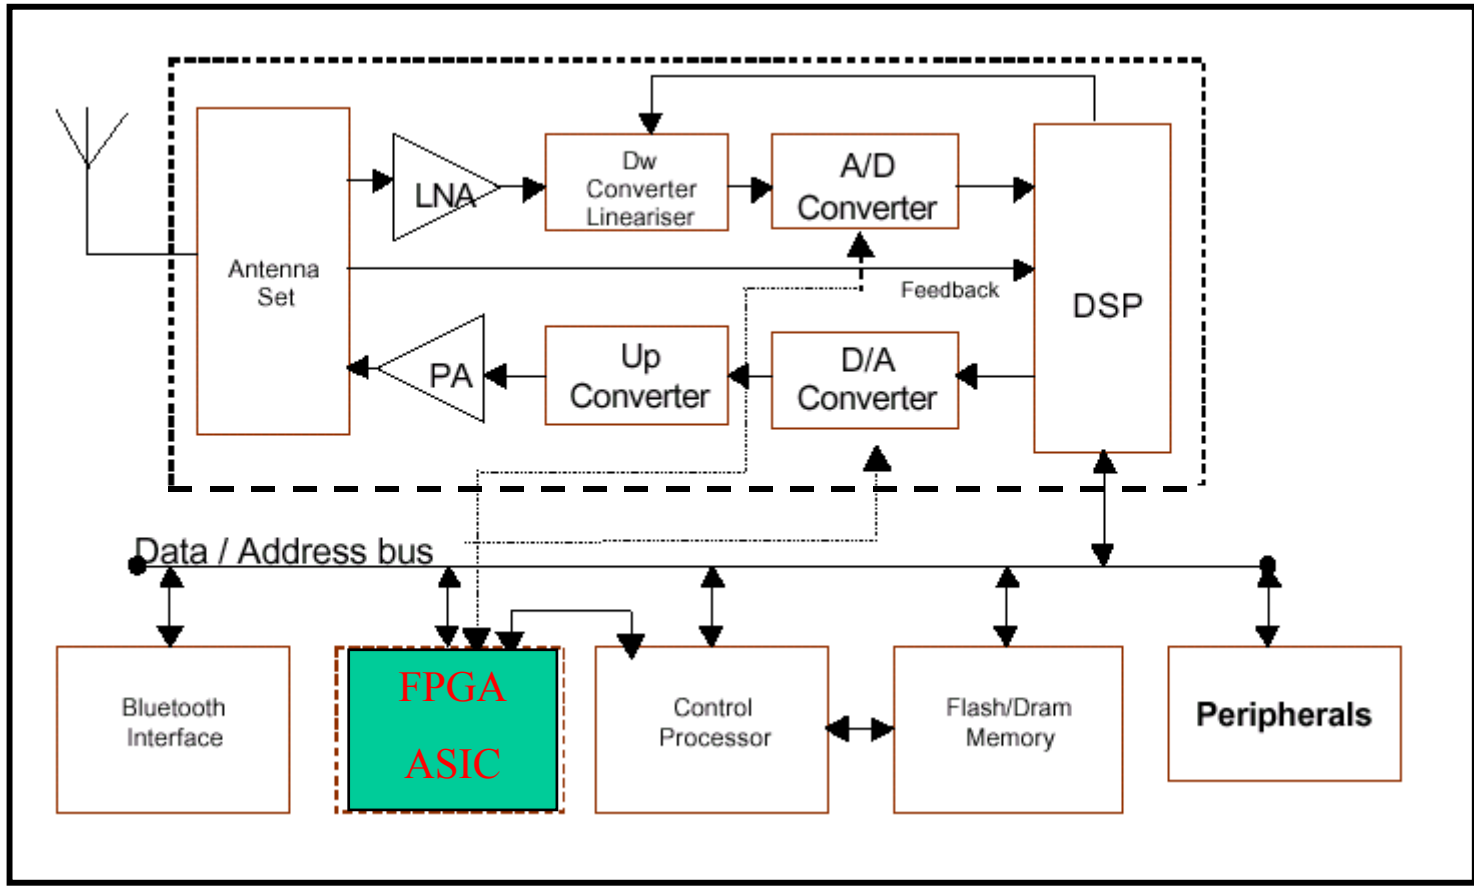 Antenna
Set
LNA
Dw
Converter
Lineariser
A/D
Converter
Feedback
DSP
PA
Up
Converter
D/A
Converter
Data / Address bus
Bluetooth
Interface
FPGA
ASIC
Control
Processor
Flash/Dram
Memory
Peripherals